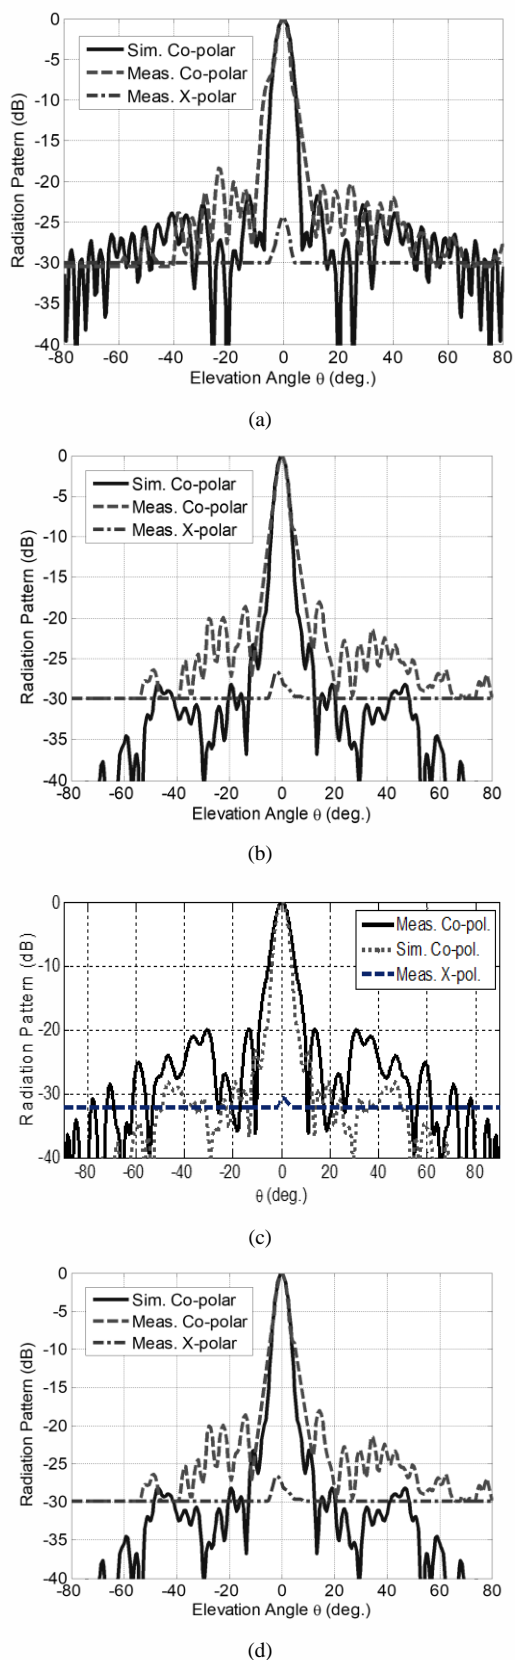 0
-5
-10
-15
-20
-25
-30
-35
-40
Radiation Pattern (dB)
Sim. Co-polar
Meas. Co-polar
Meas. X-polar
-80 -60 -40 -20 0 20 40 60 80
Elevation Angle θ (deg.)
(a)
0
-5
-10
-15
-20
-25
-30
-35
-40
Radiation Pattern (dB)
Sim. Co-polar
Meas. Co-polar
Meas. X-polar
-80 -60 -40 -20 0 20 40 60 80
Elevation Angle θ (deg.)
(b)
0
-10
-20
-30
-40
Radiation Pattern (dB)
Meas. Co-pol.
Sim. Co-pol.
Meas. X-pol.
-80 -60 -40 -20 0 20 40 60 80
θ (deg.)
(c)
0
-5
-10
-15
-20
-25
-30
-35
-40
Radiation Pattern (dB)
Sim. Co-polar
Meas. Co-polar
Meas. X-polar
-80 -60 -40 -20 0 20 40 60 80
Elevation Angle θ (deg.)
(d)